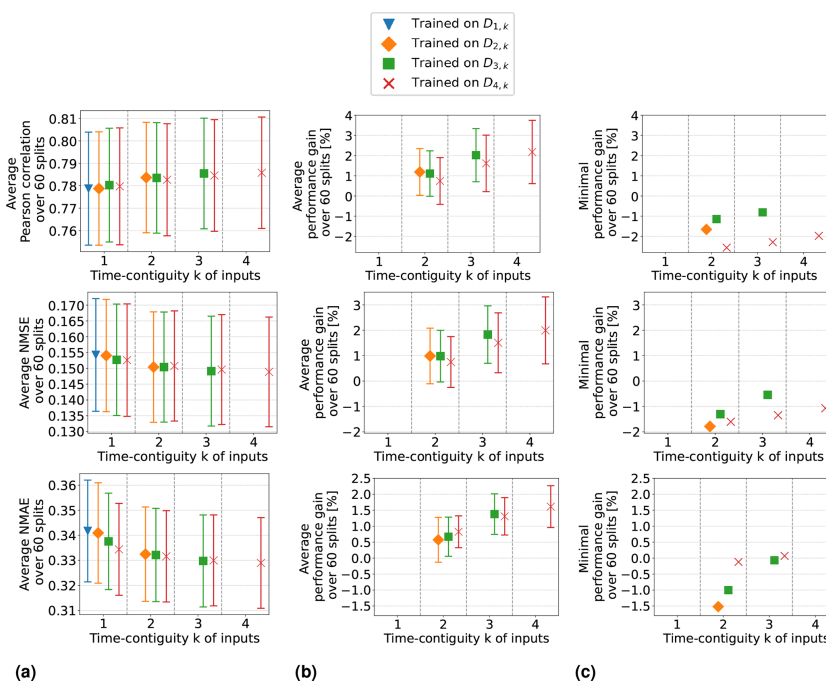 Trained on D1,k
Trained on D2,k
Trained on D3,k
Trained on D4,k
Average
Pearson correlation
over 60 splits
0.81
0.80
0.79
0.78
0.77
0.76
1 2 3 4
Time-contiguity k of inputs
Average
performance gain
over 60 splits [%]
4
3
2
1
0
−1
−2
1 2 3 4
Time-contiguity k of inputs
Minimal
performance gain
over 60 splits [%]
4
3
2
1
0
−1
−2
1 2 3 4
Time-contiguity k of inputs
Average NMSE
over 60 splits
0.170
0.165
0.160
0.155
0.150
0.145
0.140
0.135
0.130
1 2 3 4
Time-contiguity k of inputs
Average
performance gain
over 60 splits [%]
4
3
2
1
0
−1
−2
1 2 3 4
Time-contiguity k of inputs
Minimal
performance gain
over 60 splits [%]
4
3
2
1
0
−1
−2
1 2 3 4
Time-contiguity k of inputs
Average NMAE
over 60 splits
0.36
0.35
0.34
0.33
0.32
0.31
1 2 3 4
Time-contiguity k of inputs
Average
performance gain
over 60 splits [%]
2.5
2.0
1.5
1.0
0.5
0.0
−0.5
−1.0
−1.5
1 2 3 4
Time-contiguity k of inputs
Minimal
performance gain
over 60 splits [%]
2.5
2.0
1.5
1.0
0.5
0.0
−0.5
−1.0
−1.5
1 2 3 4
Time-contiguity k of inputs
(a) (b) (c)